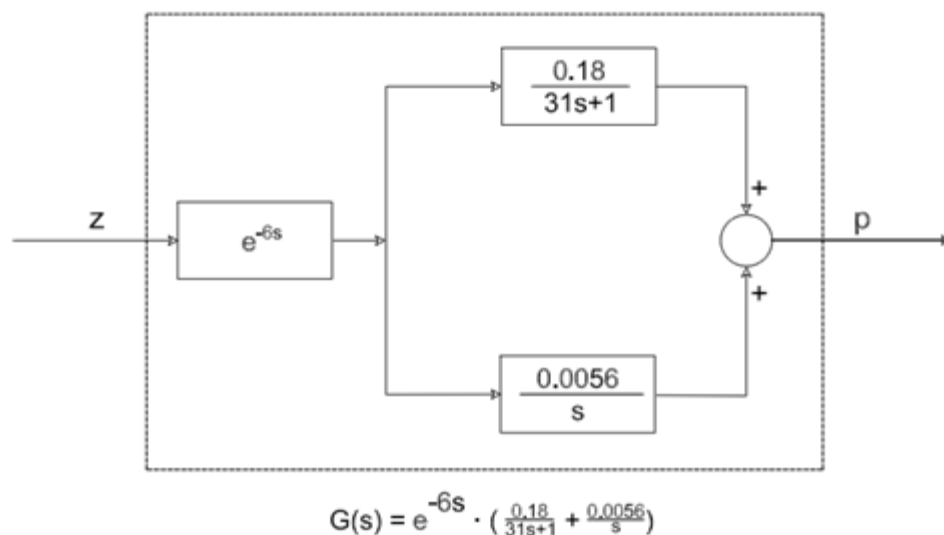 0.18
31s+1
+
z
e^-6s
p
+
0.0056
s
G(s) = e^-6s · ( 0.18/31s+1 + 0.0056/s )